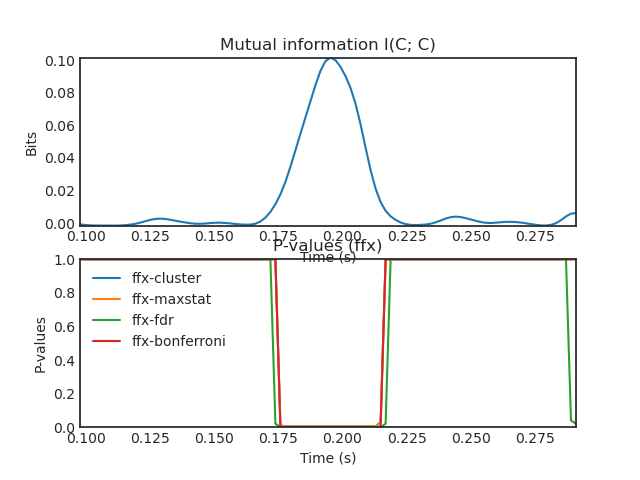 Mutual information I(C; C)
0.10
0.08
0.06
0.04
0.02
0.00
Bits
0.100 0.125 0.150 0.175 0.200 0.225 0.250 0.275
Time (s)
P-values (ffx)
1.0
0.8
0.6
0.4
0.2
0.0
P-values
ffx-cluster
ffx-maxstat
ffx-fdr
ffx-bonferroni
0.100 0.125 0.150 0.175 0.200 0.225 0.250 0.275
Time (s)